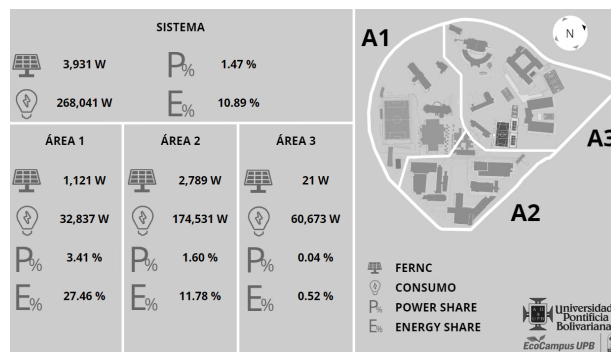 SISTEMA
3,931 W
P% 1.47 %
268,041 W
E% 10.89 %
ÁREA 1
1,121 W
32,837 W
P% 3.41 %
E% 27.46 %
ÁREA 2
2,789 W
174,531 W
P% 1.60 %
E% 11.78 %
ÁREA 3
21 W
60,673 W
P% 0.04 %
E% 0.52 %
A1
N
A3
A2
FERNC
CONSUMO
P% POWER SHARE
E% ENERGY SHARE
Universidad
Pontificia
Bolivariana
EcoCampus UPB